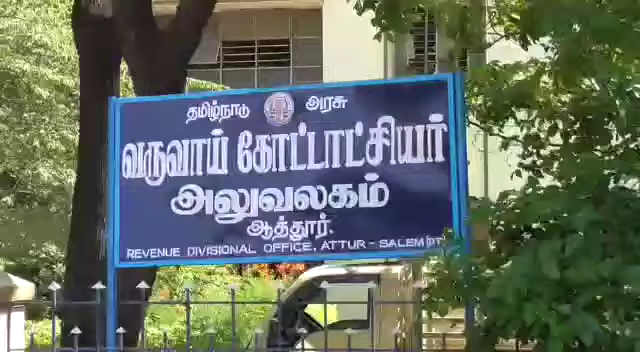 தமிழ்நாடு அரசு
வருவாய் கோட்டாட்சியர்
அலுவலகம்
ஆத்தூர்.
REVENUE DIVISIONAL OFFICE, ATTUR - SALEM (DT)